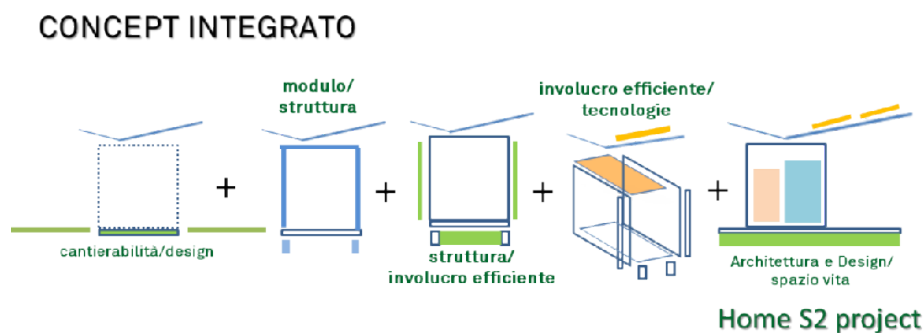 CONCEPT INTEGRATO
modulo/
struttura
involucro efficiente/
tecnologie
+
+
+
+
cantierabilità/design
struttura/
involucro efficiente
Architettura e Design/
spazio vita
Home S2 project